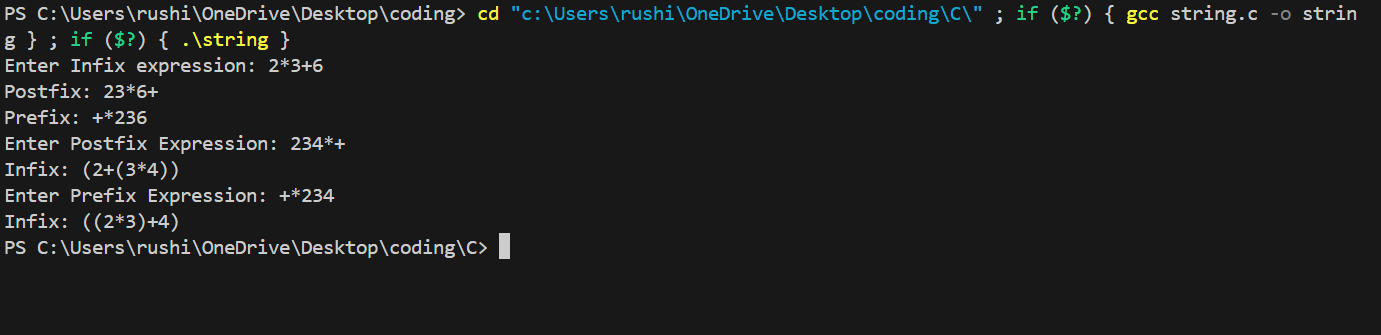 PS C:\Users\rushi\OneDrive\Desktop\coding> cd "c:\Users\rushi\OneDrive\Desktop\coding\C\" ; if ($?) { gcc string.c -o strin
g } ; if ($?) { .\string }
Enter Infix expression: 2*3+6
Postfix: 23*6+
Prefix: +*236
Enter Postfix Expression: 234*+
Infix: (2+(3*4))
Enter Prefix Expression: +*234
Infix: ((2*3)+4)
PS C:\Users\rushi\OneDrive\Desktop\coding\C>